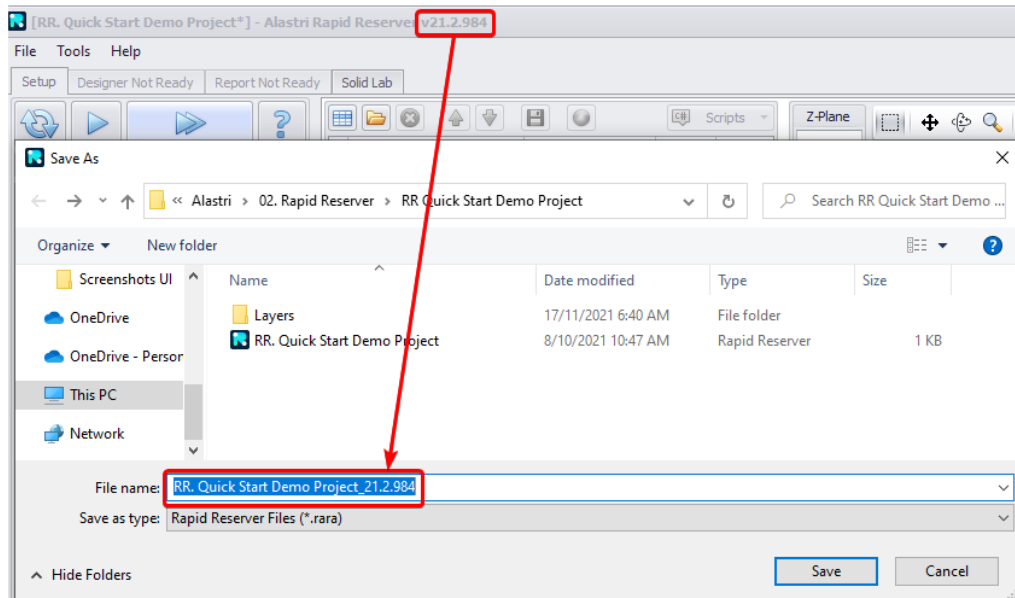 [RR. Quick Start Demo Project*] - Alastri Rapid Reserver v21.2.984
File Tools Help
Setup Designer Not Ready Report Not Ready Solid Lab
? C# Scripts Z-Plane
Save As
« Alastri › 02. Rapid Reserver › RR Quick Start Demo Project Search RR Quick Start Demo ...
Organize New folder ?
Screenshots UI Name Date modified Type Size
Layers 17/11/2021 6:40 AM File folder
OneDrive RR. Quick Start Demo Project 8/10/2021 10:47 AM Rapid Reserver 1 KB
OneDrive - Person
This PC
Network
File name: RR. Quick Start Demo Project_21.2.984
Save as type: Rapid Reserver Files (*.rara)
Hide Folders Save Cancel